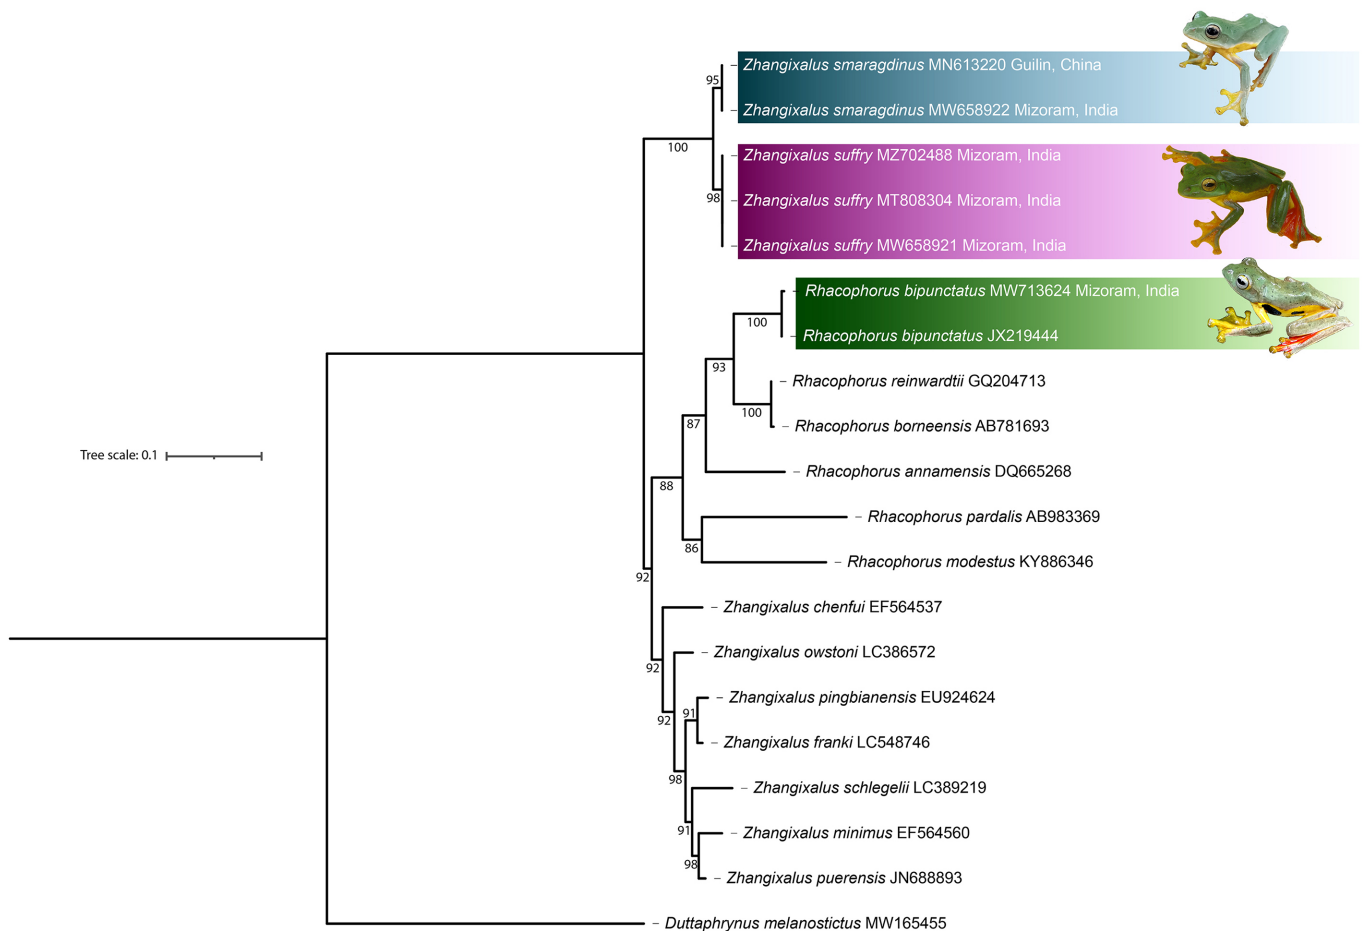 95
Zhangixalus smaragdinus MN613220 Guilin, China
Zhangixalus smaragdinus MW658922 Mizoram, India
100
Zhangixalus suffry MZ702488 Mizoram, India
98
Zhangixalus suffry MT808304 Mizoram, India
Zhangixalus suffry MW658921 Mizoram, India
Rhacophorus bipunctatus MW713624 Mizoram, India
100
Rhacophorus bipunctatus JX219444
93
Rhacophorus reinwardtii GQ204713
100
Rhacophorus borneensis AB781693
87
Tree scale: 0.1
Rhacophorus annamensis DQ665268
88
Rhacophorus pardalis AB983369
86
Rhacophorus modestus KY886346
92
Zhangixalus chenfui EF564537
92
Zhangixalus owstoni LC386572
Zhangixalus pingbianensis EU924624
91
92
Zhangixalus franki LC548746
98
Zhangixalus schlegelii LC389219
91
Zhangixalus minimus EF564560
98
Zhangixalus puerensis JN688893
Duttaphrynus melanostictus MW165455